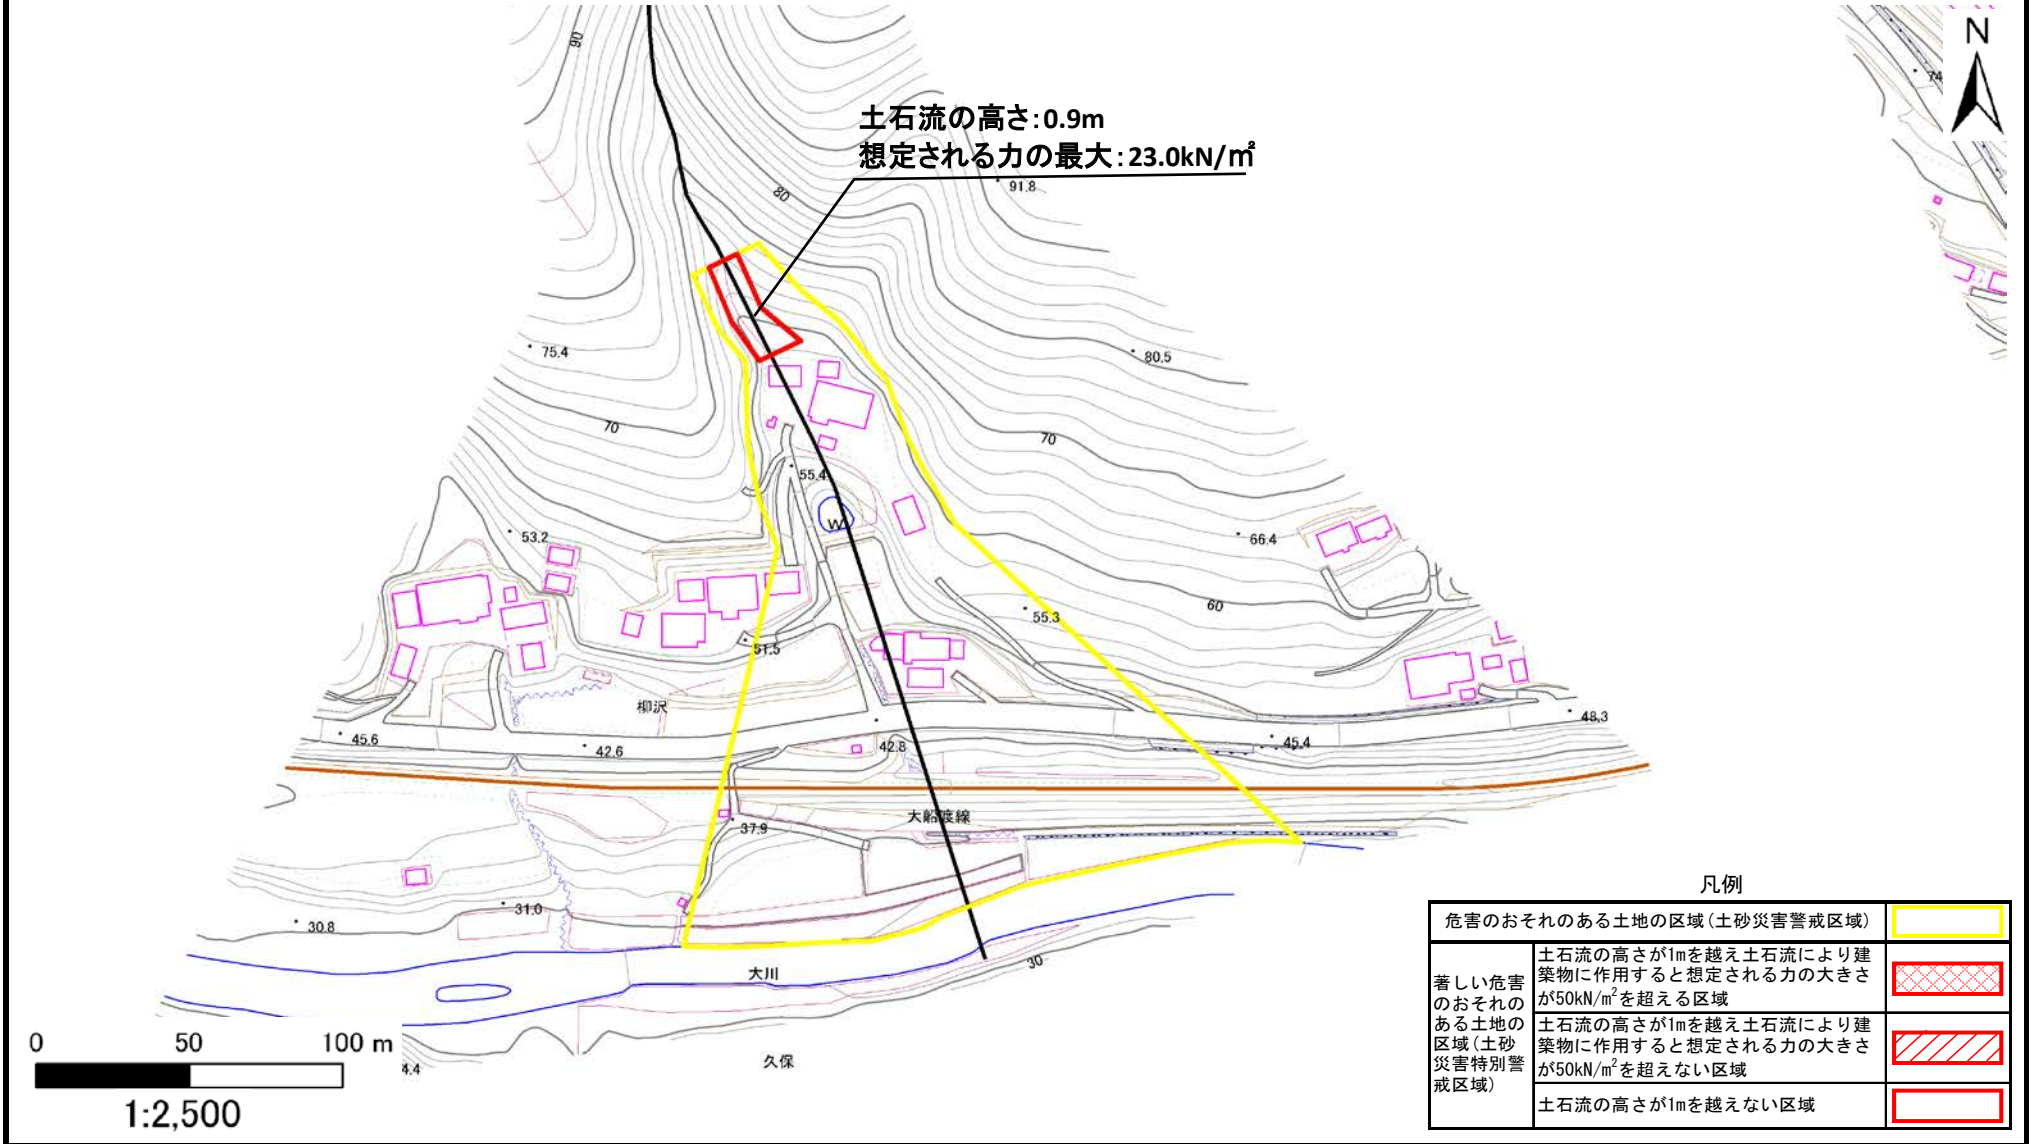 N
90
74
土石流の高さ:0.9m
想定される力の最大:23.0kN/㎡
80
91.8
75.4
80.5
70
70
55.4
W
53.2
66.4
60
55.3
51.5
柳沢
48.3
45.6
42.6
42.8
45.4
大船渡線
37.9
31.0
30.8
大川
30
久保
4.4
0 50 100 m
1:2,500
凡例
危害のおそれのある土地の区域(土砂災害警戒区域)
著しい危害
のおそれの
ある土地の
区域(土砂
災害特別警
戒区域)
土石流の高さが1mを越え土石流により建
築物に作用すると想定される力の大きさ
が50kN/m²を超える区域
土石流の高さが1mを越え土石流により建
築物に作用すると想定される力の大きさ
が50kN/m²を超えない区域
土石流の高さが1mを越えない区域